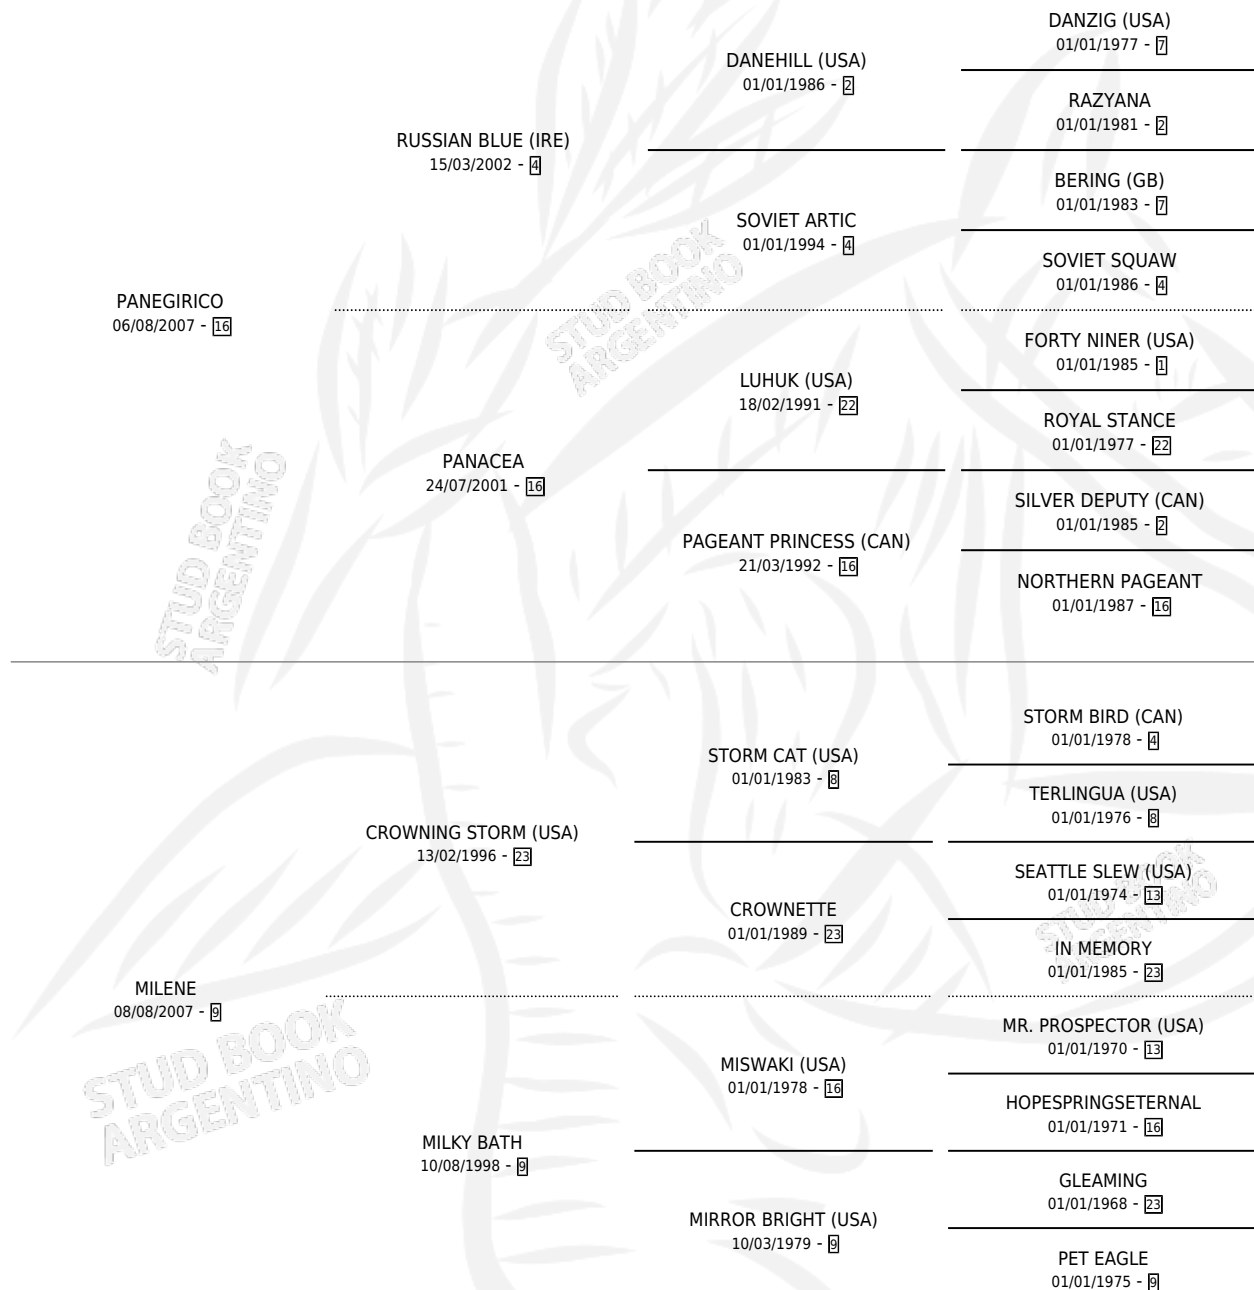 DANZIG (USA)
01/01/1977 - 7
DANEHILL (USA)
01/01/1986 - 2
RAZYANA
01/01/1981 - 2
RUSSIAN BLUE (IRE)
15/03/2002 - 4
BERING (GB)
01/01/1983 - 7
SOVIET ARTIC
01/01/1994 - 4
SOVIET SQUAW
01/01/1986 - 4
PANEGIRICO
06/08/2007 - 16
FORTY NINER (USA)
01/01/1985 - 1
LUHUK (USA)
18/02/1991 - 22
ROYAL STANCE
01/01/1977 - 22
PANACEA
24/07/2001 - 16
SILVER DEPUTY (CAN)
01/01/1985 - 2
PAGEANT PRINCESS (CAN)
21/03/1992 - 16
NORTHERN PAGEANT
01/01/1987 - 16
STORM BIRD (CAN)
01/01/1978 - 4
STORM CAT (USA)
01/01/1983 - 8
TERLINGUA (USA)
01/01/1976 - 8
CROWNING STORM (USA)
13/02/1996 - 23
SEATTLE SLEW (USA)
01/01/1974 - 13
CROWNETTE
01/01/1989 - 23
IN MEMORY
01/01/1985 - 23
MILENE
08/08/2007 - 9
MR. PROSPECTOR (USA)
01/01/1970 - 13
MISWAKI (USA)
01/01/1978 - 16
HOPESPRINGSETERNAL
01/01/1971 - 16
MILKY BATH
10/08/1998 - 9
GLEAMING
01/01/1968 - 23
MIRROR BRIGHT (USA)
10/03/1979 - 9
PET EAGLE
01/01/1975 - 9
STUD BOOK
ARGENTINO
STUD BOOK
ARGENTINO
STUD BOOK
ARGENTINO
STUD BOOK
ARGENTINO